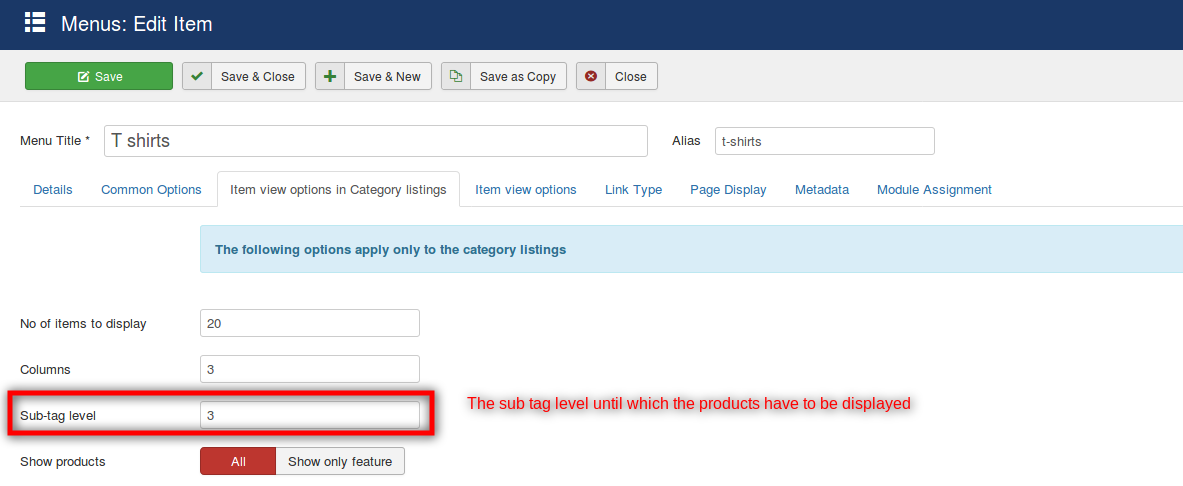 Menus: Edit Item
Save
Save & Close
Save & New
Save as Copy
Close
Menu Title *
T shirts
Alias
t-shirts
Details
Common Options
Item view options in Category listings
Item view options
Link Type
Page Display
Metadata
Module Assignment
The following options apply only to the category listings
No of items to display
20
Columns
3
Sub-tag level
3
The sub tag level until which the products have to be displayed
Show products
All
Show only feature